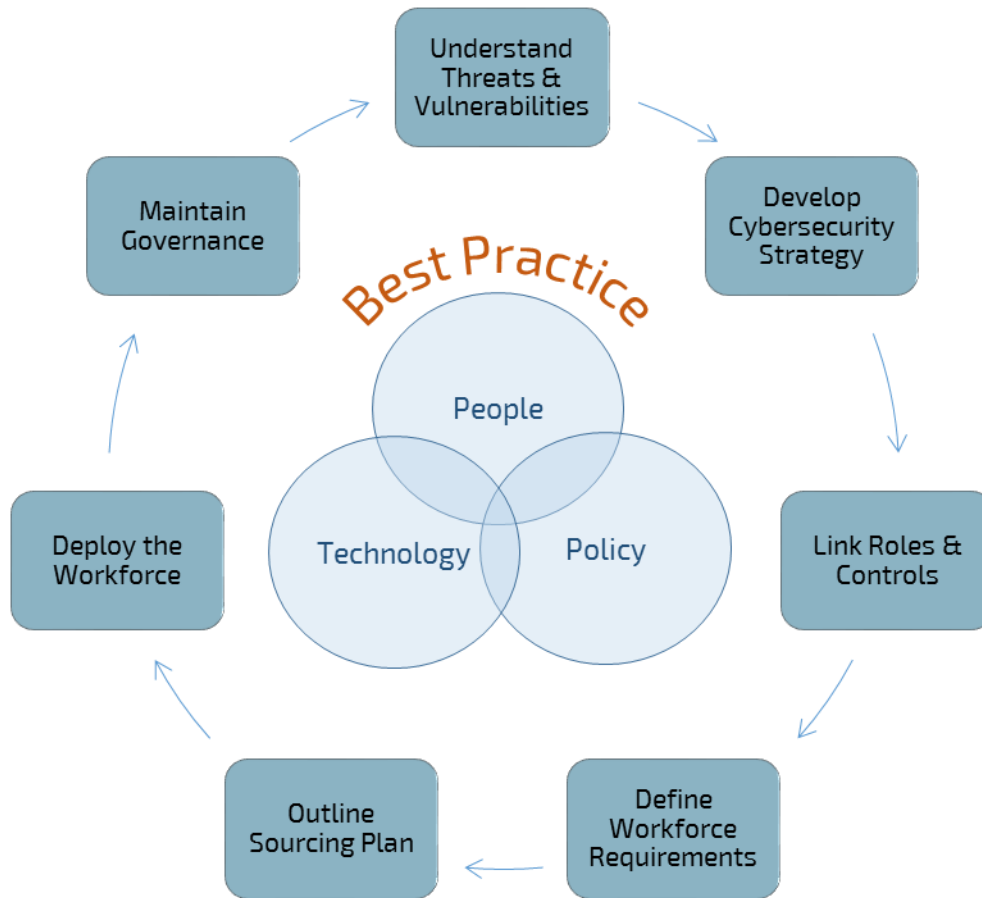 Understand
Threats &
Vulnerabilities
Develop
Cybersecurity
Strategy
Link Roles &
Controls
Define
Workforce
Requirements
Outline
Sourcing Plan
Deploy the
Workforce
Maintain
Governance
Best Practice
People
Technology
Policy